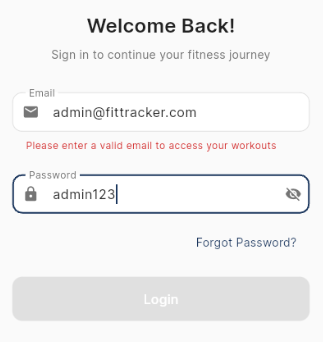 Welcome Back!
Sign in to continue your fitness journey
Email
admin@fittracker.com
Please enter a valid email to access your workouts
Password
admin123
Forgot Password?
Login